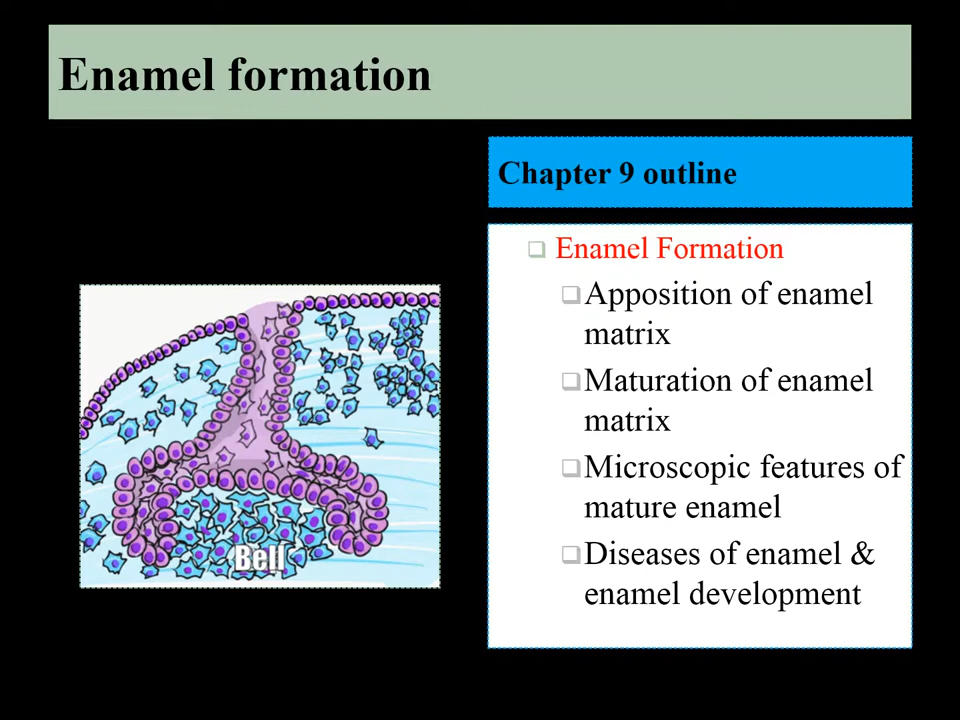 Enamel formation
Chapter 9 outline
Enamel Formation
Apposition of enamel
matrix
Maturation of enamel
matrix
Microscopic features of
mature enamel
Diseases of enamel &
enamel development
Bell